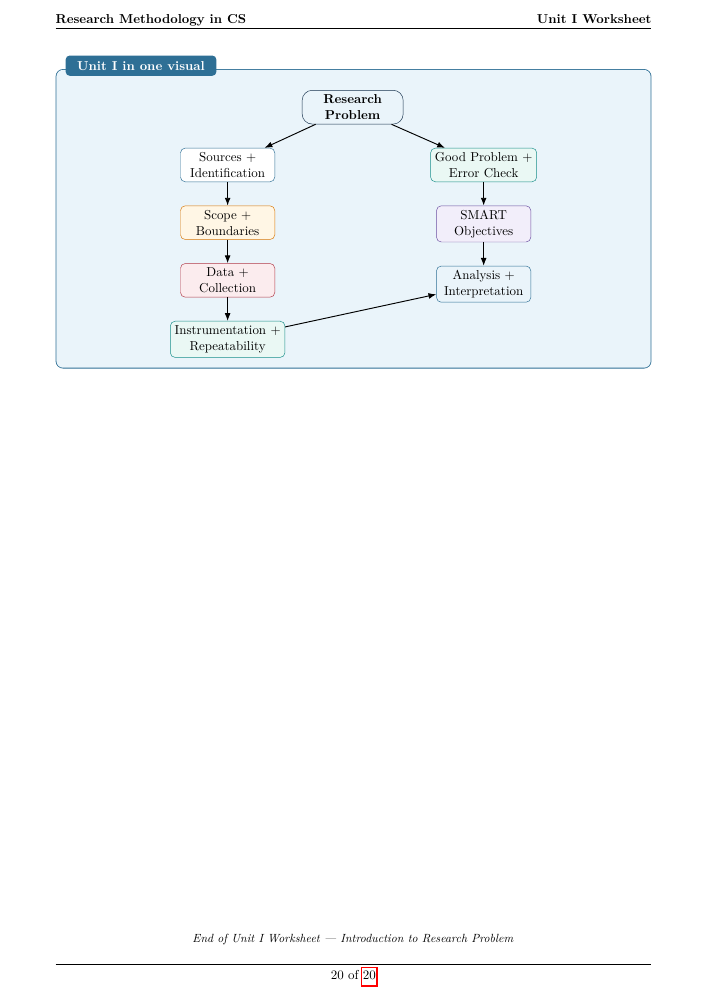 Research Methodology in CS
Unit I Worksheet
Unit I in one visual
Research
Problem
Sources +
Identification
Good Problem +
Error Check
Scope +
Boundaries
SMART
Objectives
Data +
Collection
Analysis +
Interpretation
Instrumentation +
Repeatability
End of Unit I Worksheet — Introduction to Research Problem
20 of 20